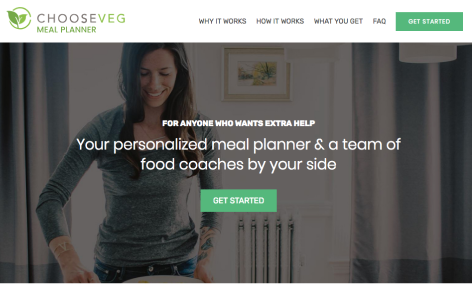 CHOOSEVEG
MEAL PLANNER
WHY IT WORKS
HOW IT WORKS
WHAT YOU GET
FAQ
GET STARTED
FOR ANYONE WHO WANTS EXTRA HELP
Your personalized meal planner & a team of
food coaches by your side
GET STARTED